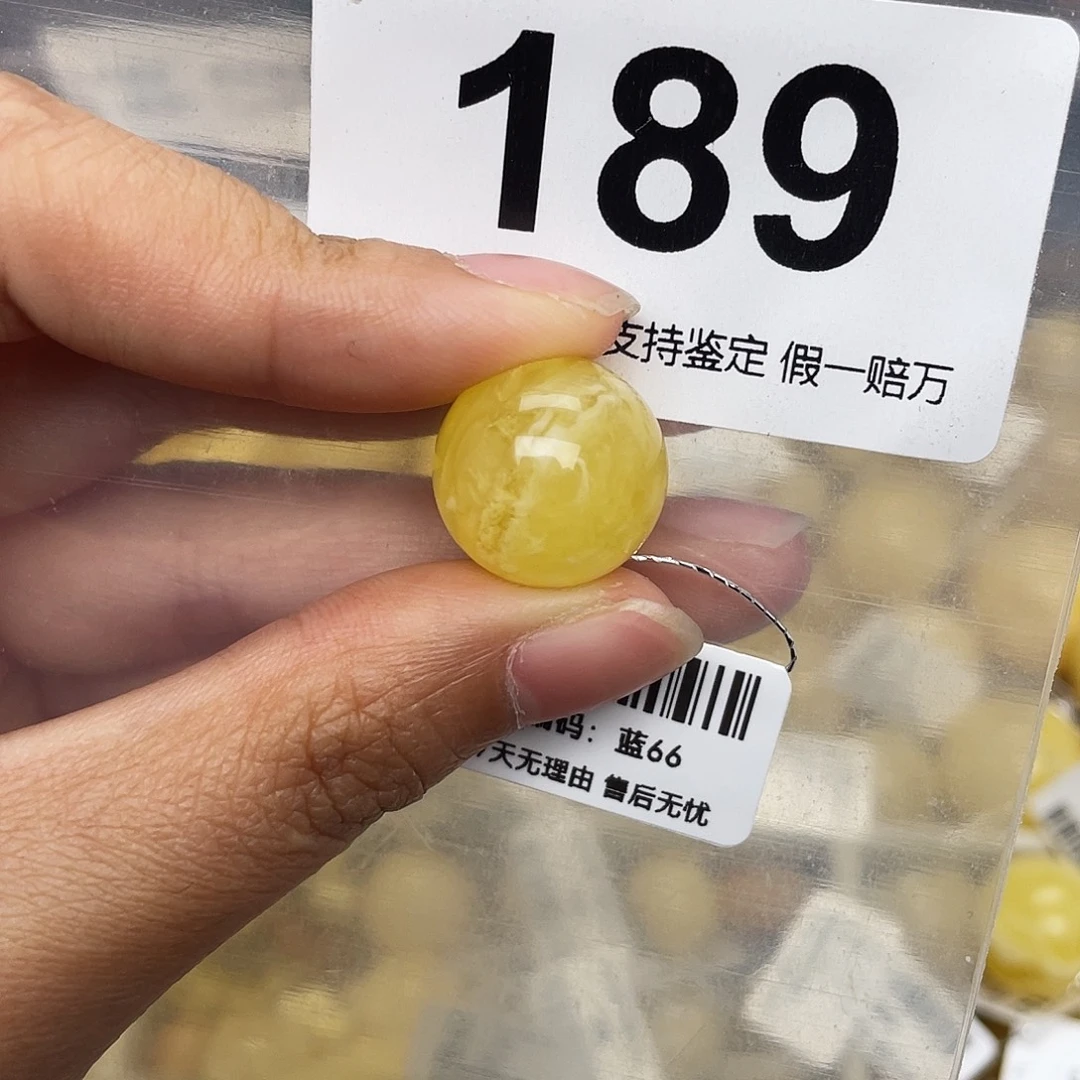 189
支持鉴定 假一赔万
码：蓝66
7天无理由 售后无忧